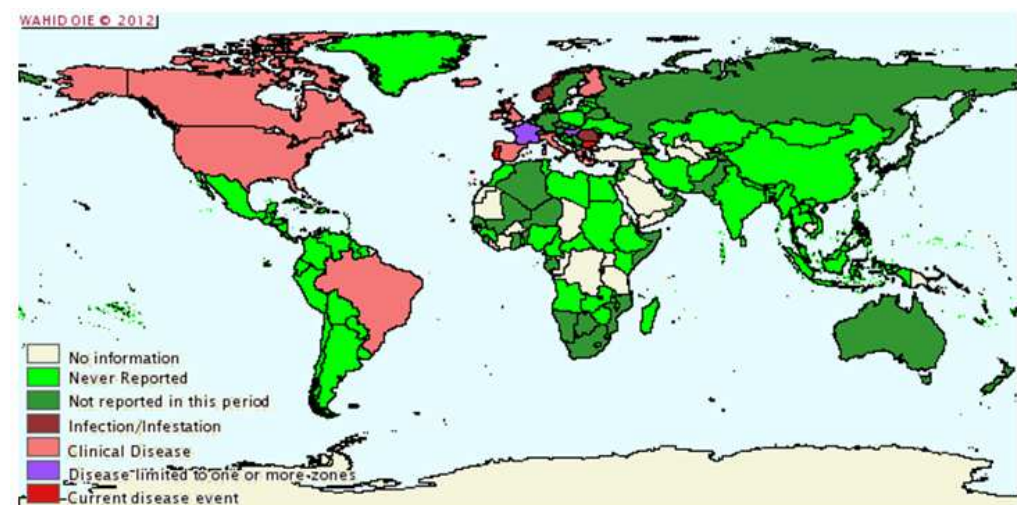 WAHID OIE © 2012
No information
Never Reported
Not reported in this period
Infection/Infestation
Clinical Disease
Disease limited to one or more zones
Current disease event